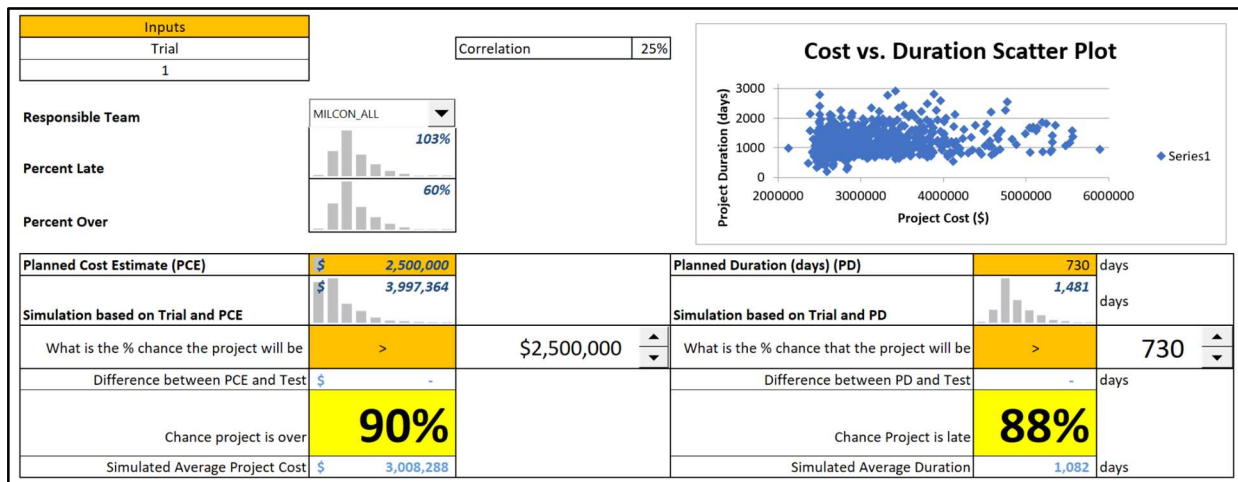 Inputs
Trial
1
Correlation 25%
Responsible Team MILCON_ALL
Percent Late 103%
Percent Over 60%
Cost vs. Duration Scatter Plot
Project Duration (days)
3000
2000
1000
0
2000000 3000000 4000000 5000000 6000000
Project Cost ($)
Series1
Planned Cost Estimate (PCE) $ 2,500,000
Simulation based on Trial and PCE $ 3,997,364
What is the % chance the project will be > $2,500,000
Difference between PCE and Test $ -
Chance project is over 90%
Simulated Average Project Cost $ 3,008,288
Planned Duration (days) (PD) 730 days
Simulation based on Trial and PD 1,481 days
What is the % chance that the project will be > 730
Difference between PD and Test - days
Chance Project is late 88%
Simulated Average Duration 1,082 days